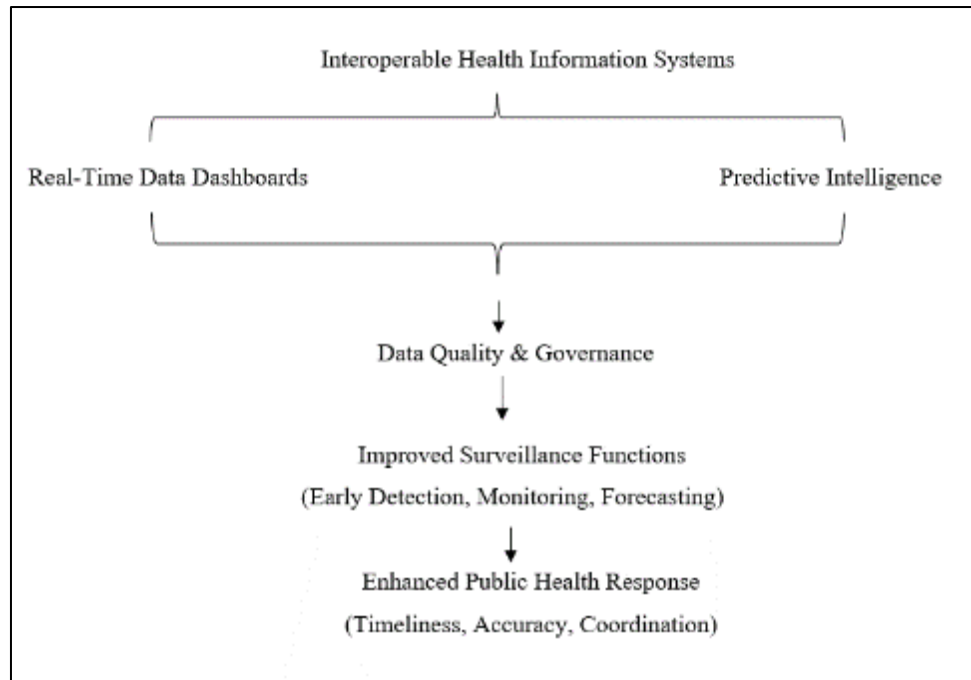 Interoperable Health Information Systems
Real-Time Data Dashboards
Predictive Intelligence
Data Quality & Governance
Improved Surveillance Functions
(Early Detection, Monitoring, Forecasting)
Enhanced Public Health Response
(Timeliness, Accuracy, Coordination)